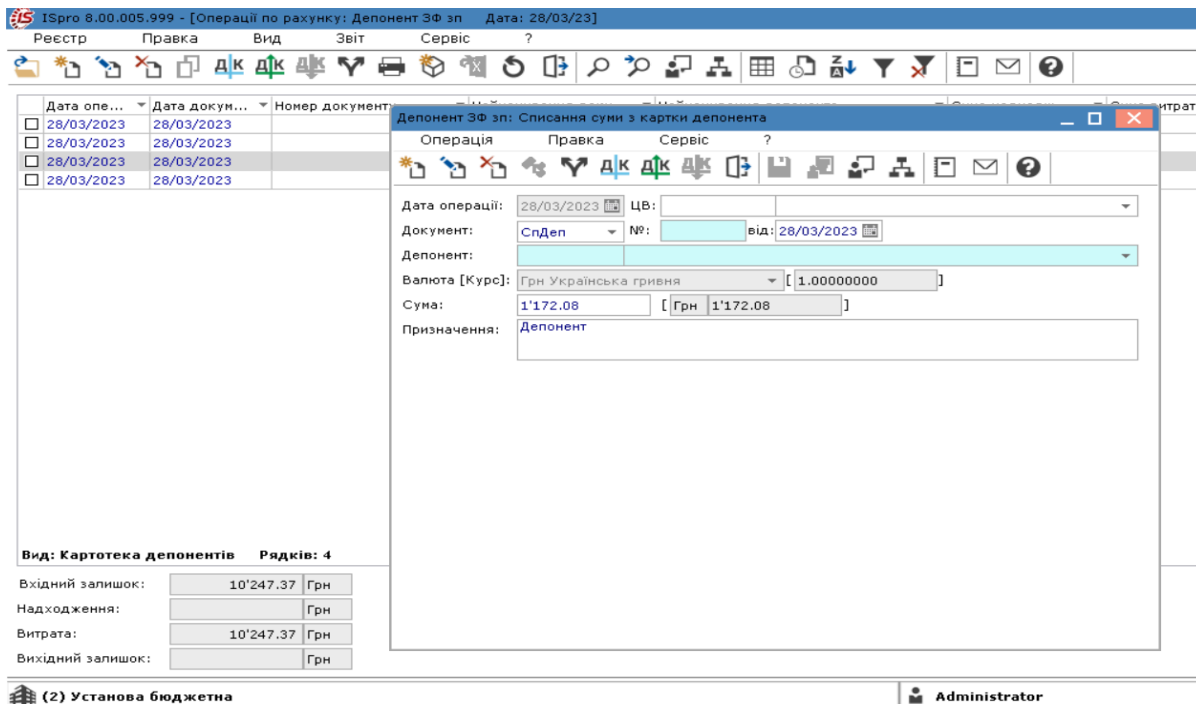 ISpro 8.00.005.999 - [Операції по рахунку: Депонент ЗФ зп Дата: 28/03/23]
Реєстр Правка Вид Звіт Сервіс ?
Дата опе... Дата докум... Номер документу
28/03/2023 28/03/2023
28/03/2023 28/03/2023
28/03/2023 28/03/2023
28/03/2023 28/03/2023
Депонент ЗФ зп: Списання суми з картки депонента
Операція Правка Сервіс ?
Дата операції: 28/03/2023 ЦВ:
Документ: СпДеп №: від: 28/03/2023
Депонент:
Валюта [Курс]: Грн Українська гривня [ 1.00000000 ]
Сума: 1'172.08 [ Грн 1'172.08 ]
Призначення: Депонент
Вид: Картотека депонентів Рядків: 4
Вхідний залишок: 10'247.37 Грн
Надходження: Грн
Витрата: 10'247.37 Грн
Вихідний залишок: Грн
(2) Установа бюджетна Administrator